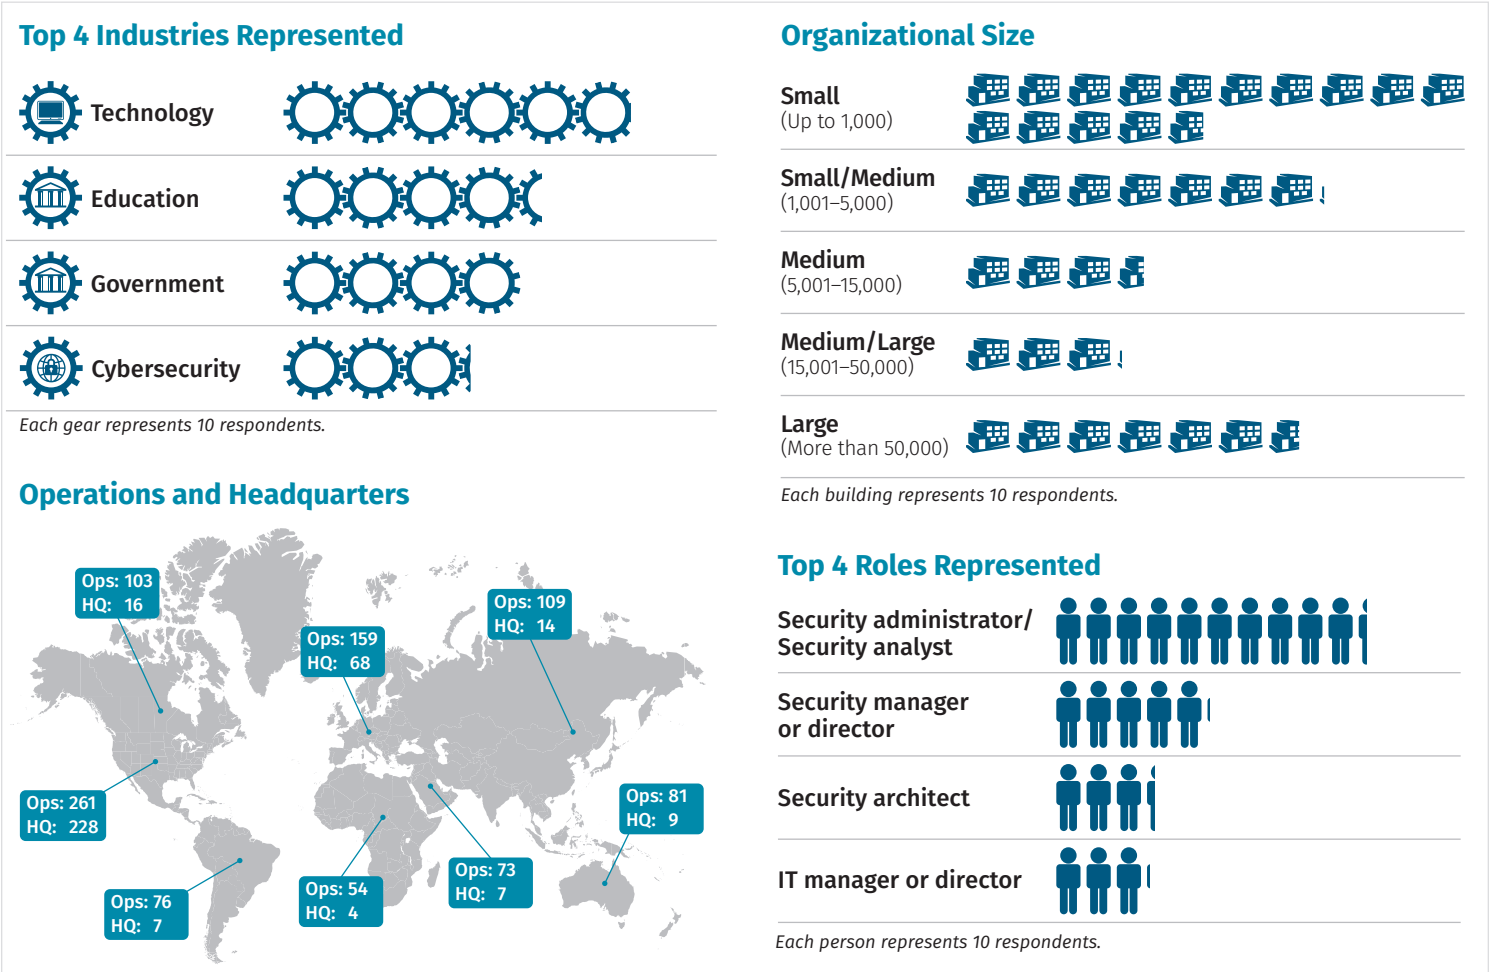 Top 4 Industries Represented
Technology
Education
Government
Cybersecurity
Each gear represents 10 respondents.
Operations and Headquarters
Ops: 103
HQ: 16
Ops: 159
HQ: 68
Ops: 109
HQ: 14
Ops: 261
HQ: 228
Ops: 81
HQ: 9
Ops: 76
HQ: 7
Ops: 54
HQ: 4
Ops: 73
HQ: 7
Organizational Size
Small
(Up to 1,000)
Small/Medium
(1,001–5,000)
Medium
(5,001–15,000)
Medium/Large
(15,001–50,000)
Large
(More than 50,000)
Each building represents 10 respondents.
Top 4 Roles Represented
Security administrator/
Security analyst
Security manager
or director
Security architect
IT manager or director
Each person represents 10 respondents.